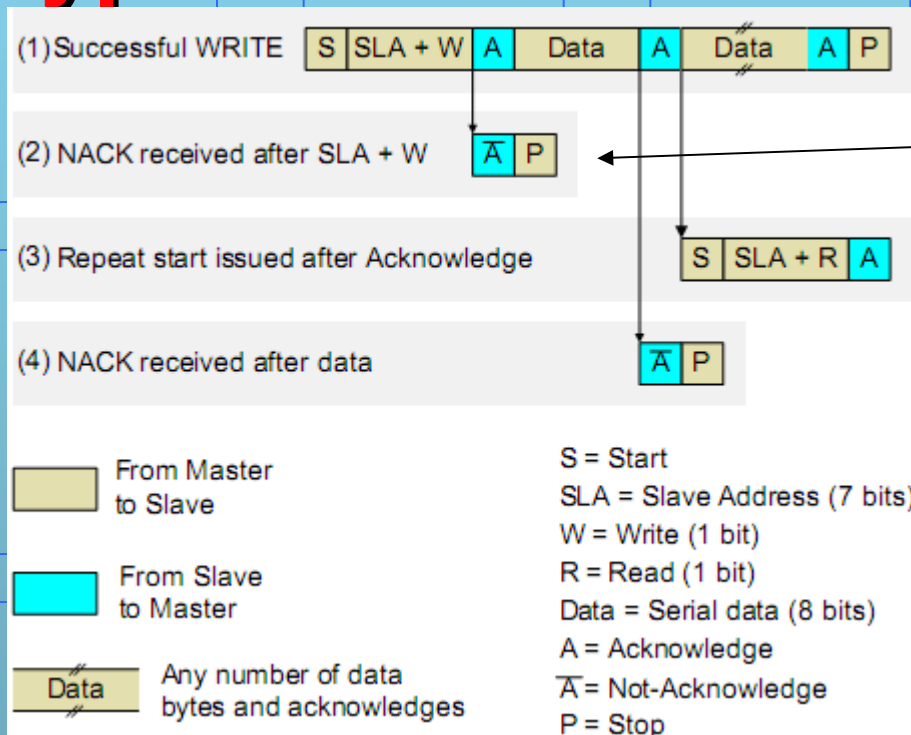 (1) Successful WRITE S SLA + W A Data A Data A P
(2) NACK received after SLA + W A̅ P
(3) Repeat start issued after Acknowledge S SLA + R A
(4) NACK received after data A̅ P
From Master
to Slave
From Slave
to Master
Data Any number of data
bytes and acknowledges
S = Start
SLA = Slave Address (7 bits)
W = Write (1 bit)
R = Read (1 bit)
Data = Serial data (8 bits)
A = Acknowledge
A̅ = Not-Acknowledge
P = Stop